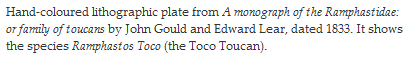 Hand-coloured lithographic plate from A monograph of the Ramphastidae:
or family of toucans by John Gould and Edward Lear, dated 1833. It shows
the species Ramphastos Toco (the Toco Toucan).